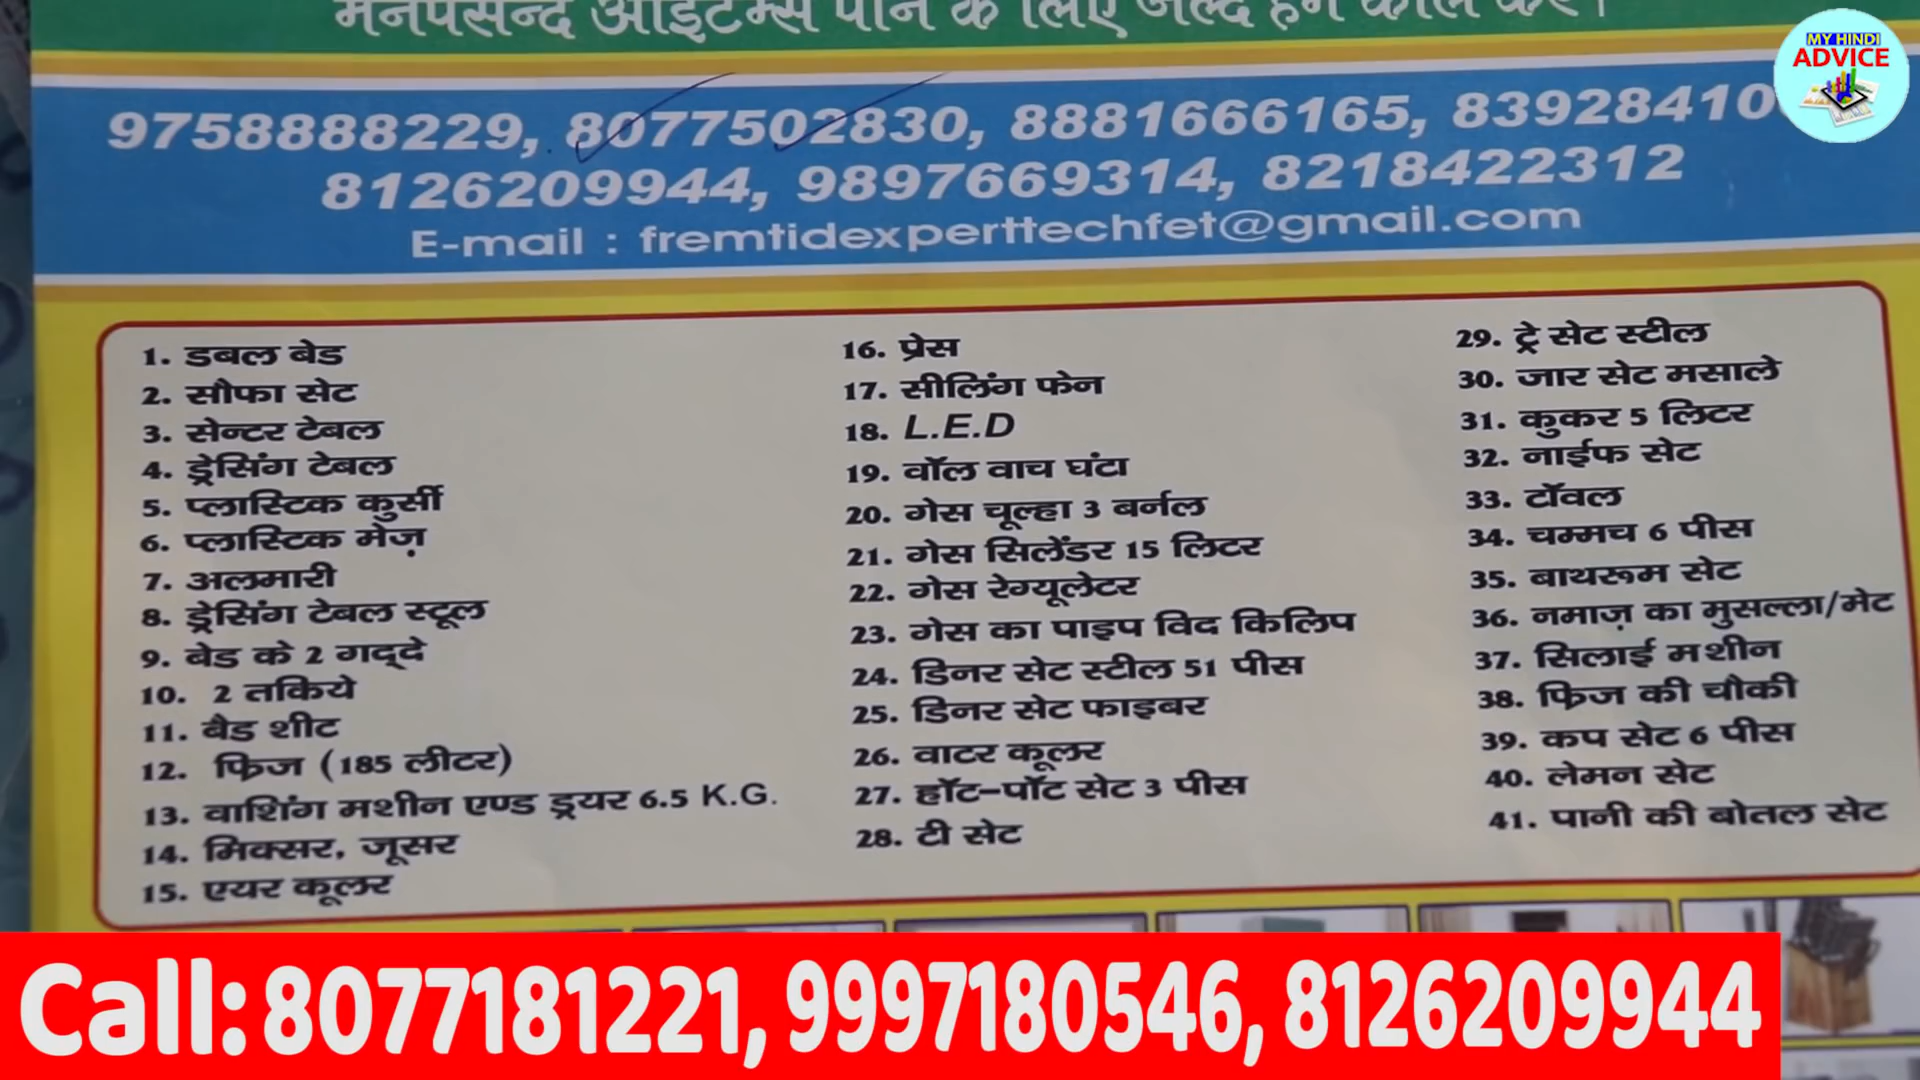 मनपसन्द आइटम्स पाने के लिए जल्द हमें कॉल करें।
MY HINDI
ADVICE
9758888229, 8077502830, 8881666165, 83928410
8126209944, 9897669314, 8218422312
E-mail : fremtidexperttechfet@gmail.com
1. डबल बेड
2. सौफा सेट
3. सेन्टर टेबल
4. ड्रेसिंग टेबल
5. प्लास्टिक कुर्सी
6. प्लास्टिक मेज़
7. अलमारी
8. ड्रेसिंग टेबल स्टूल
9. बेड के 2 गद्दे
10. 2 तकिये
11. बैड शीट
12. फ्रिज (185 लीटर)
13. वाशिंग मशीन एण्ड ड्रयर 6.5 K.G.
14. मिक्सर, जूसर
15. एयर कूलर
16. प्रेस
17. सीलिंग फेन
18. L.E.D
19. वॉल वाच घंटा
20. गेस चूल्हा 3 बर्नल
21. गेस सिलेंडर 15 लिटर
22. गेस रेग्यूलेटर
23. गेस का पाइप विद किलिप
24. डिनर सेट स्टील 51 पीस
25. डिनर सेट फाइबर
26. वाटर कूलर
27. हॉट-पॉट सेट 3 पीस
28. टी सेट
29. ट्रे सेट स्टील
30. जार सेट मसाले
31. कुकर 5 लिटर
32. नाईफ सेट
33. टॉवल
34. चम्मच 6 पीस
35. बाथरूम सेट
36. नमाज़ का मुसल्ला/मेट
37. सिलाई मशीन
38. फ्रिज की चौकी
39. कप सेट 6 पीस
40. लेमन सेट
41. पानी की बोतल सेट
Call: 8077181221, 9997180546, 8126209944